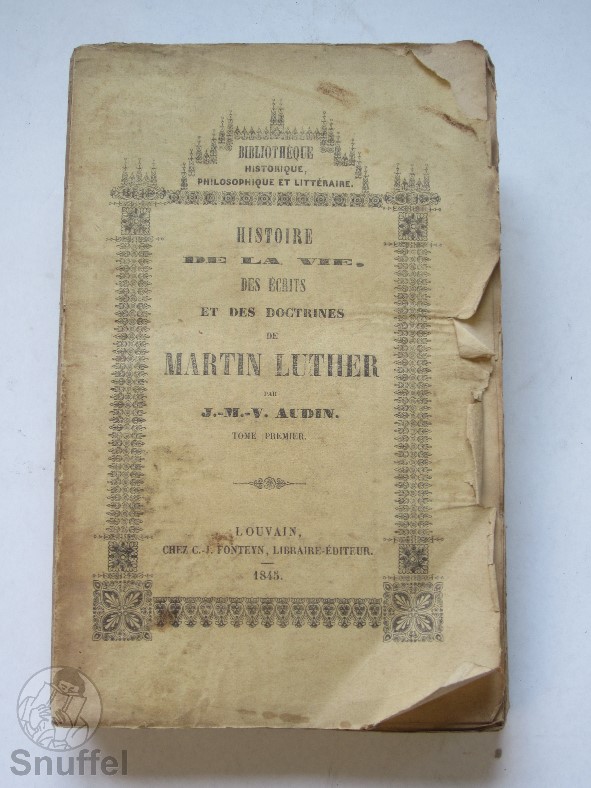 BIBLIOTHÈQUE
HISTORIQUE,
PHILOSOPHIQUE ET LITTÉRAIRE.
HISTOIRE
DE LA VIE,
DES ÉCRITS
ET DES DOCTRINES
DE
MARTIN LUTHER
PAR
J.-M.-V. AUDIN.
TOME PREMIER.
LOUVAIN,
CHEZ C.-J. FONTEYN, LIBRAIRE-ÉDITEUR.
1845.
Snuffel